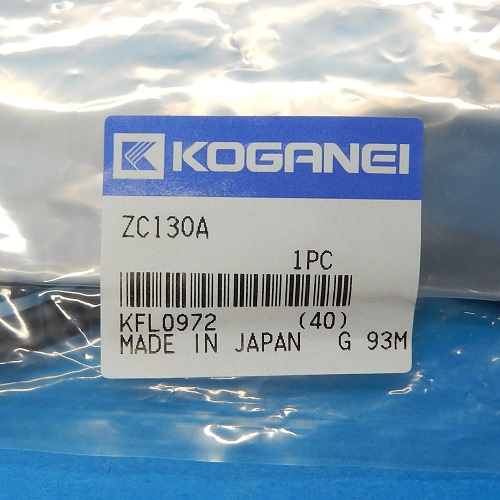 KOGANEI
ZC130A
1PC
KFL0972 (40)
MADE IN JAPAN G 93M